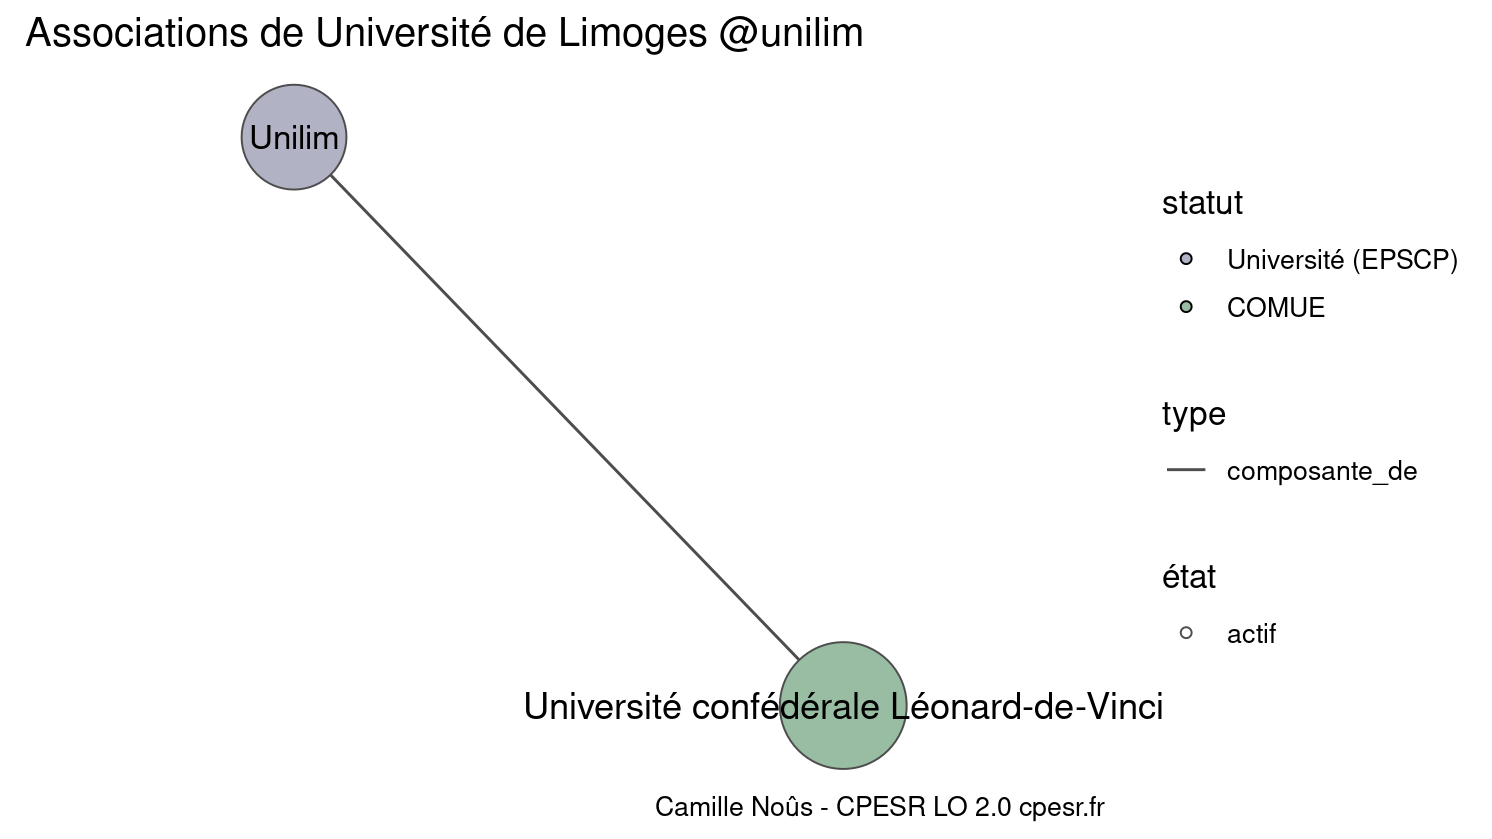 Associations de Université de Limoges @unilim
Unilim
statut
Université (EPSCP)
COMUE
type
composante_de
état
actif
Université confédérale Léonard-de-Vinci
Camille Noûs - CPESR LO 2.0 cpesr.fr